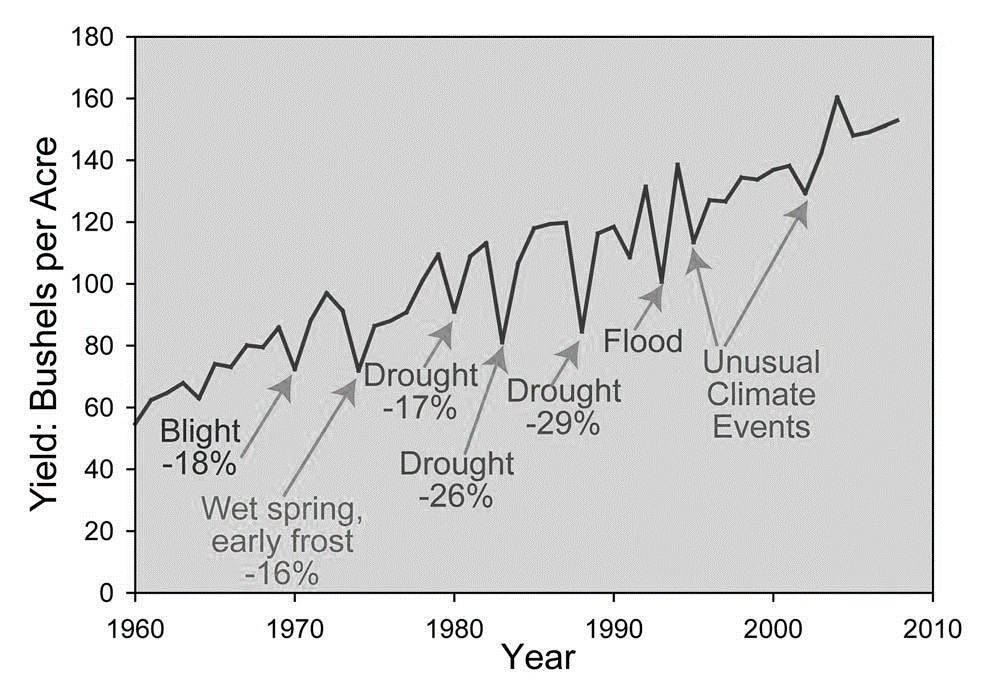 180
160
140
120
100
80
60
40
20
0
Yield: Bushels per Acre
Blight
-18%
Wet spring,
early frost
-16%
Drought
-17%
Drought
-26%
Drought
-29%
Flood
Unusual
Climate
Events
1960 1970 1980 1990 2000 2010
Year